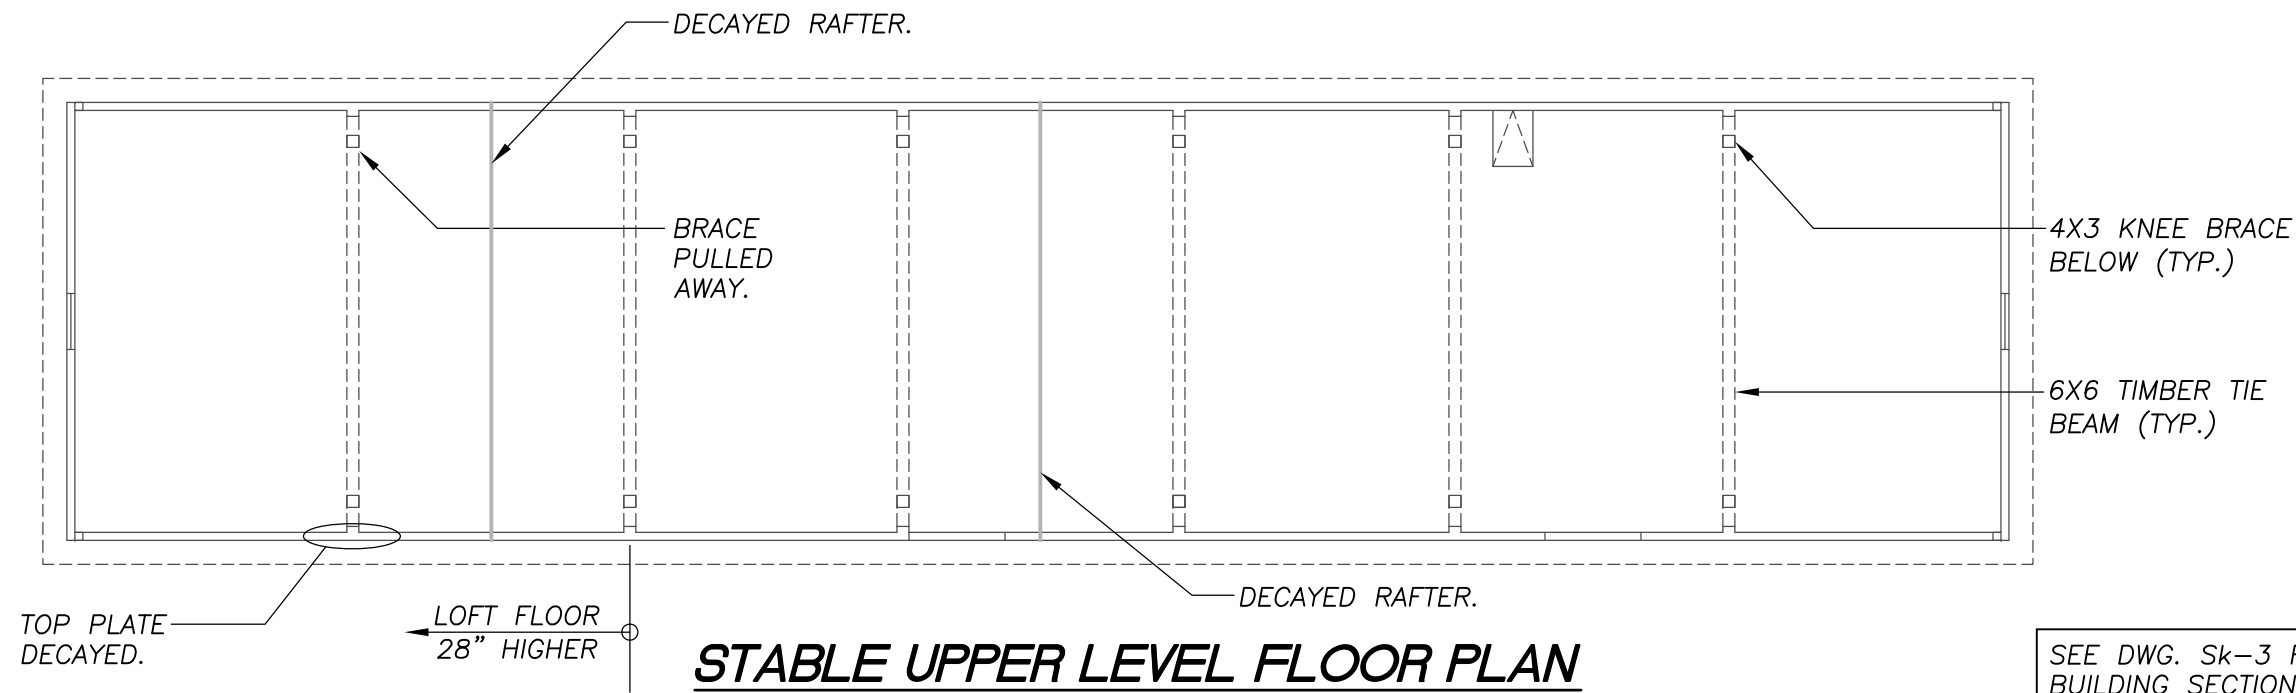 DECAYED RAFTER.
BRACE
PULLED
AWAY.
4X3 KNEE BRACE
BELOW (TYP.)
6X6 TIMBER TIE
BEAM (TYP.)
DECAYED RAFTER.
TOP PLATE
DECAYED.
LOFT FLOOR
28" HIGHER
STABLE UPPER LEVEL FLOOR PLAN
SEE DWG. Sk-3
BUILDING SECTION